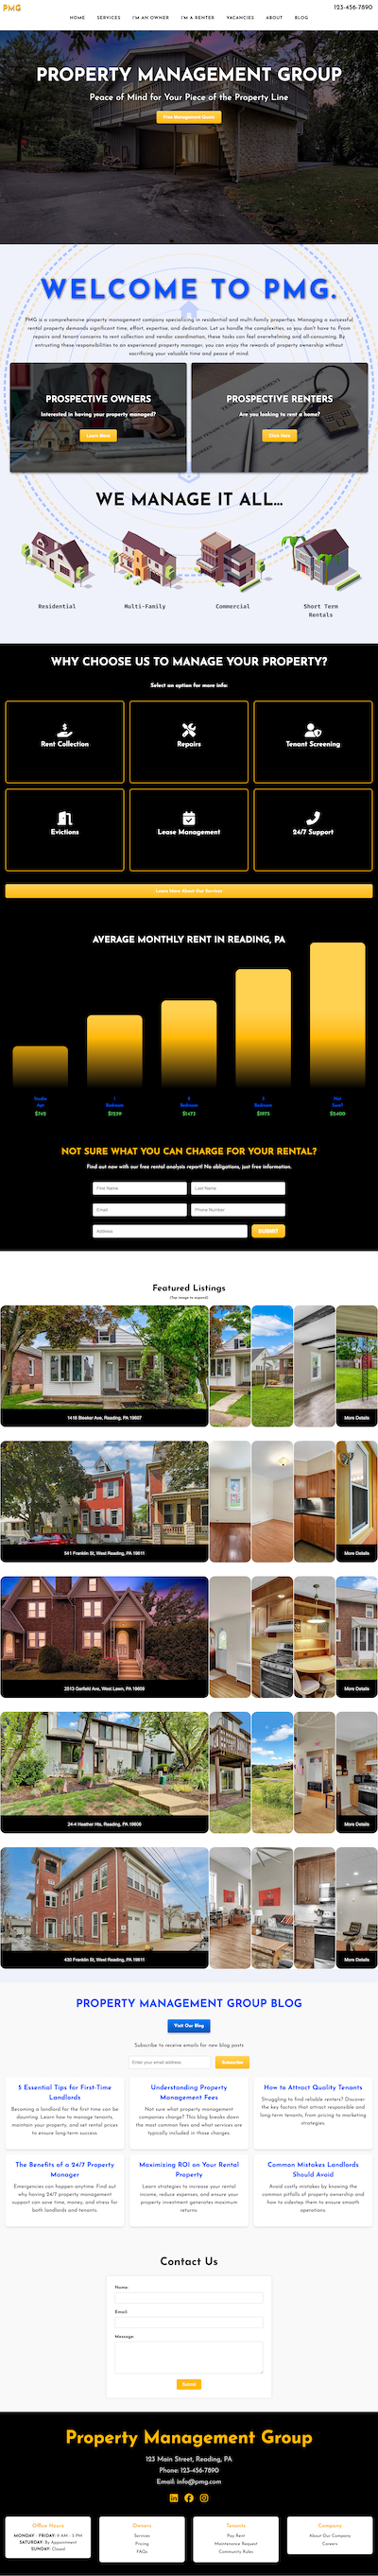 PMG
123-456-7890
HOME SERVICES I'M AN OWNER I'M A RENTER VACANCIES ABOUT BLOG
PROPERTY MANAGEMENT GROUP
Peace of Mind for Your Piece of the Property Line
Free Management Quote
WELCOME TO PMG.
PMG is a comprehensive property management company specializing in residential and multi-family properties. Managing a successful
rental property demands significant time, effort, expertise, and dedication. Let us handle the complexities, so you don't have to. From
repairs and tenant concerns to rent collection and vendor coordination, these tasks can feel overwhelming and all-consuming. By
entrusting these responsibilities to an experienced property manager, you can enjoy the rewards of property ownership without
sacrificing your valuable time and peace of mind.
PROSPECTIVE OWNERS
Interested in having your property managed?
Learn More
PROSPECTIVE RENTERS
Are you looking to rent a home?
Click Here
WE MANAGE IT ALL...
Residential
Multi-Family
Commercial
Short Term
Rentals
WHY CHOOSE US TO MANAGE YOUR PROPERTY?
Select an option for more info:
Rent Collection
Repairs
Tenant Screening
Evictions
Lease Management
24/7 Support
Learn More About Our Services
AVERAGE MONTHLY RENT IN READING, PA
Studio
Apt
1
Bedroom
$1239
2
Bedroom
$1473
3
Bedroom
$1975
Not
Sure?
$2400
NOT SURE WHAT YOU CAN CHARGE FOR YOUR RENTAL?
Find out now with our free rental analysis report! No obligations, just free information.
First Name
Last Name
Email
Phone Number
Address
SUBMIT
Featured Listings
(Tap image to expand)
1416 Bleeker Ave, Reading, PA 19607
More Details
541 Franklin St, West Reading, PA 19611
More Details
2513 Garfield Ave, West Lawn, PA 19609
More Details
24-4 Heather Hts, Reading, PA 19606
More Details
430 Franklin St, West Reading, PA 19611
More Details
PROPERTY MANAGEMENT GROUP BLOG
Visit Our Blog
Subscribe to receive emails for new blog posts
Enter your email address
Subscribe
5 Essential Tips for First-Time
Landlords
Becoming a landlord for the first time can be
daunting. Learn how to manage tenants,
maintain your property, and set rental prices
to ensure long-term success.
Understanding Property
Management Fees
Not sure what property management
companies charge? This blog breaks down
the most common fees and what services are
typically included in those charges.
How to Attract Quality Tenants
Struggling to find reliable renters? Discover
the key factors that attract responsible and
long-term tenants, from pricing to marketing
strategies.
The Benefits of a 24/7 Property
Manager
Emergencies can happen anytime. Find out
why having 24/7 property management
support can save time, money, and stress for
both landlords and tenants.
Maximizing ROI on Your Rental
Property
Learn strategies to increase your rental
income, reduce expenses, and ensure your
property investment generates maximum
returns.
Common Mistakes Landlords
Should Avoid
Avoid costly mistakes by knowing the
common pitfalls of property ownership and
how to sidestep them to ensure smooth
operations.
Contact Us
Name:
Email:
Message:
Submit
Property Management Group
123 Main Street, Reading, PA
Phone: 123-456-7890
Email: info@pmg.com
Office Hours
MONDAY - FRIDAY: 9 AM - 5 PM
SATURDAY: By Appointment
SUNDAY: Closed
Owners
Services
Pricing
FAQs
Tenants
Pay Rent
Maintenance Request
Community Rules
Company
About Our Company
Careers